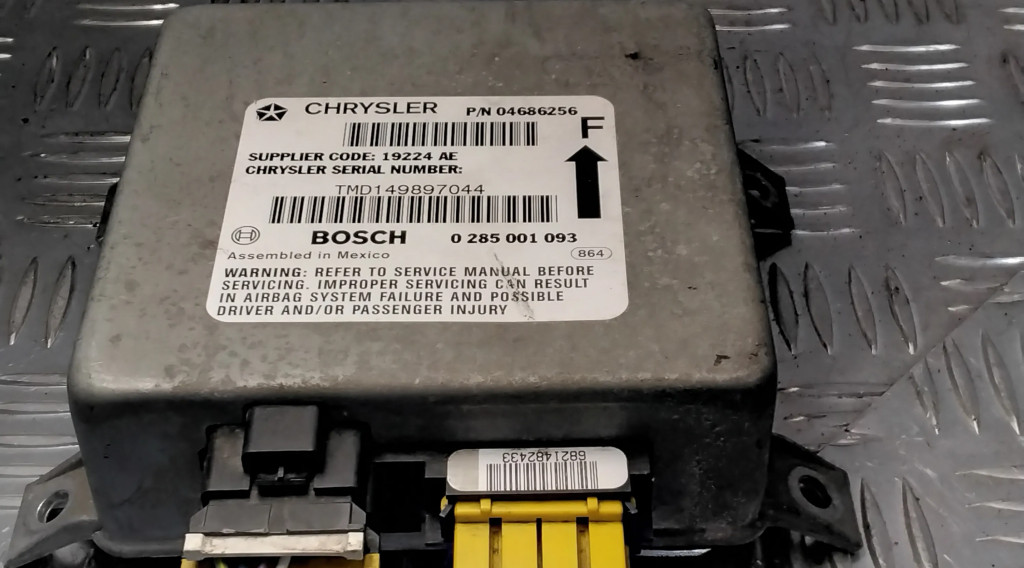 CHRYSLER P/N 04686256
F
SUPPLIER CODE: 19224 AE
CHRYSLER SERIAL NUMBER:
TMD149897044
BOSCH 0 285 001 093
Assembled in Mexico 864
WARNING: REFER TO SERVICE MANUAL BEFORE
SERVICING. IMPROPER SERVICING CAN RESULT
IN AIRBAG SYSTEM FAILURE AND POSSIBLE
DRIVER AND/OR PASSENGER INJURY
6821482433